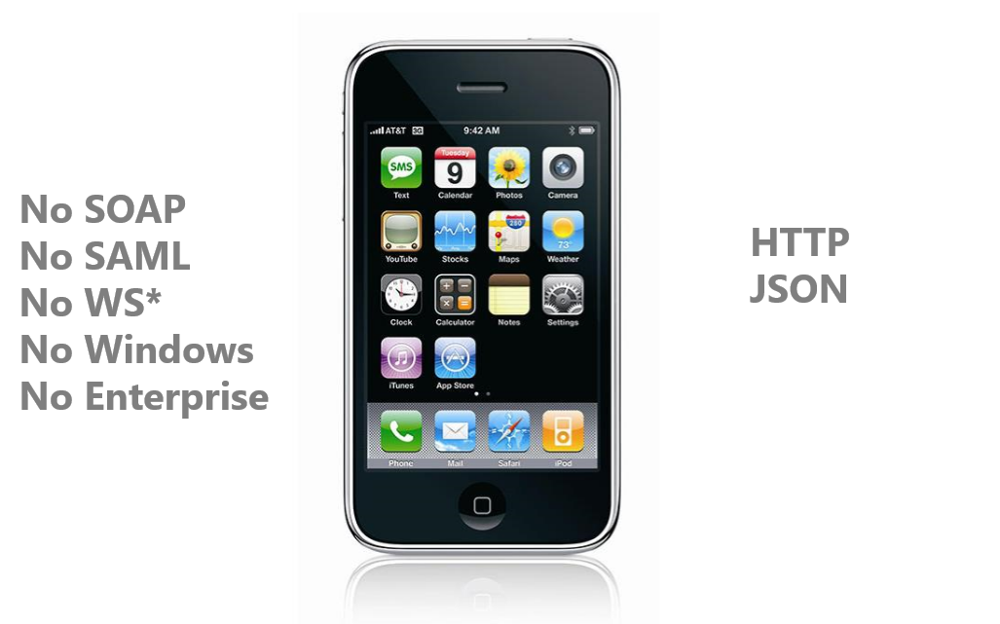 No SOAP
No SAML
No WS*
No Windows
No Enterprise
AT&T 3G 9:42 AM
SMS
Tuesday
9
Text Calendar Photos Camera
280
73°
YouTube Stocks Maps Weather
Clock Calculator Notes Settings
iTunes App Store
Phone Mail Safari iPod
HTTP
JSON